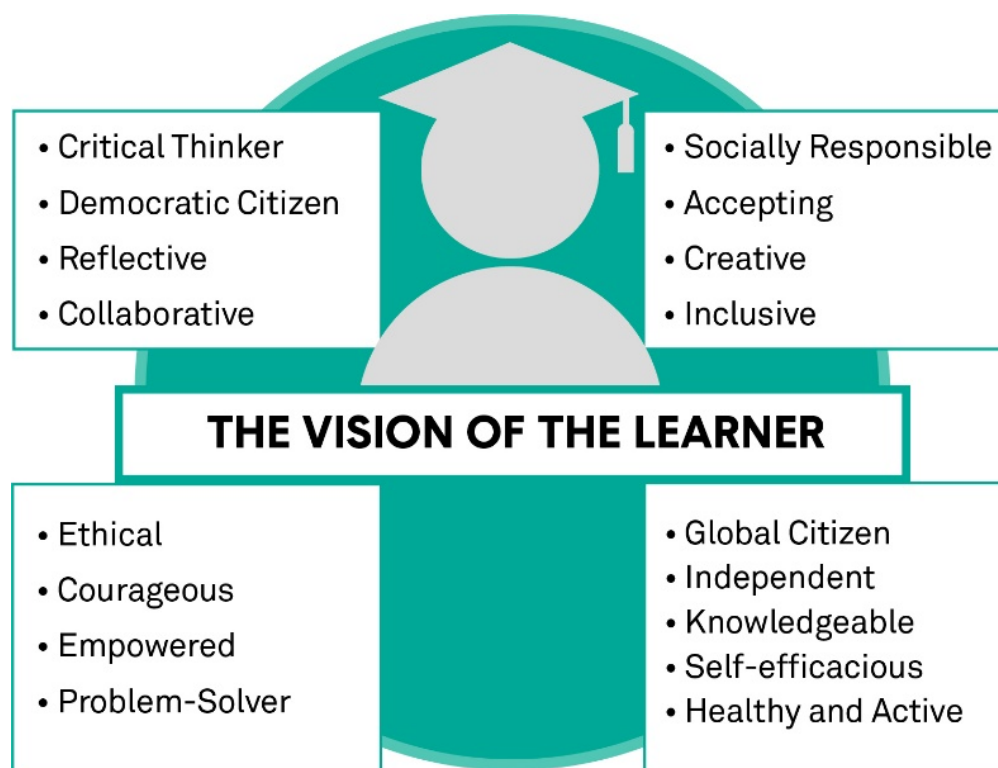 • Critical Thinker
• Democratic Citizen
• Reflective
• Collaborative
• Socially Responsible
• Accepting
• Creative
• Inclusive
THE VISION OF THE LEARNER
• Ethical
• Courageous
• Empowered
• Problem-Solver
• Global Citizen
• Independent
• Knowledgeable
• Self-efficacious
• Healthy and Active